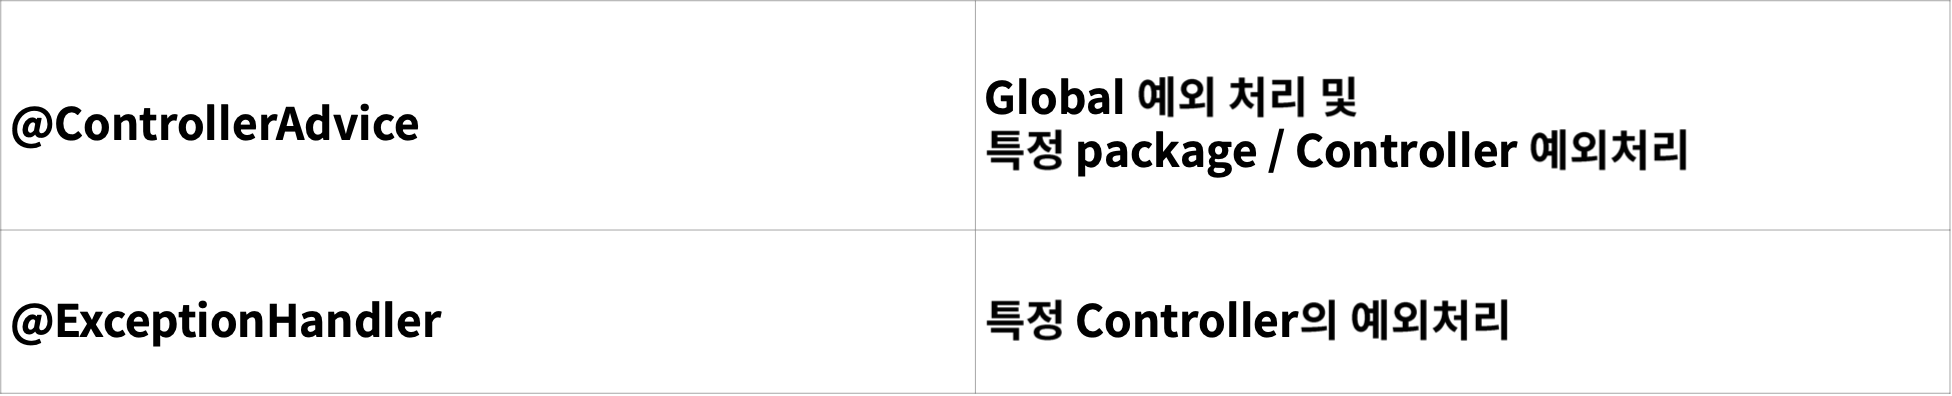 @ControllerAdvice
Global 예외 처리 및
특정 package / Controller 예외처리
@ExceptionHandler
특정 Controller의 예외처리